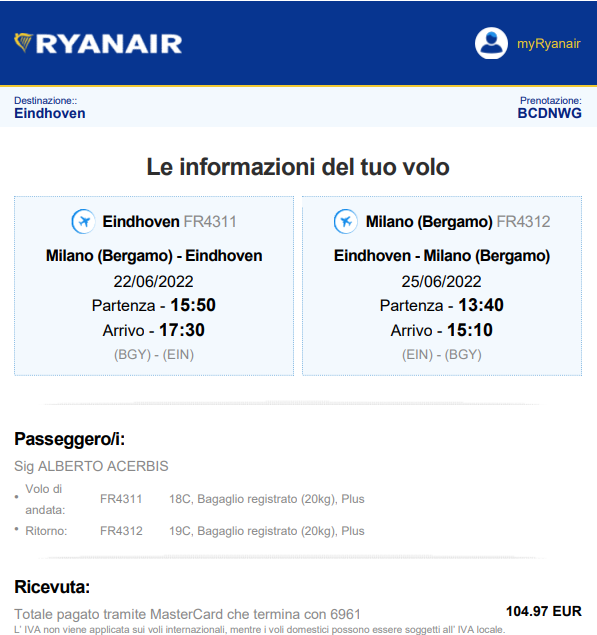 RYANAIR
myRyanair
Destinazione::
Prenotazione:
Eindhoven
BCDNWG
Le informazioni del tuo volo
Eindhoven FR4311
Milano (Bergamo) - Eindhoven
22/06/2022
Partenza - 15:50
Arrivo - 17:30
(BGY) - (EIN)
Milano (Bergamo) FR4312
Eindhoven - Milano (Bergamo)
25/06/2022
Partenza - 13:40
Arrivo - 15:10
(EIN) - (BGY)
Passeggero/i:
Sig ALBERTO ACERBIS
• Volo di andata: FR4311 18C, Bagaglio registrato (20kg), Plus
• Ritorno: FR4312 19C, Bagaglio registrato (20kg), Plus
Ricevuta:
Totale pagato tramite MasterCard che termina con 6961 104.97 EUR
L' IVA non viene applicata sui voli internazionali, mentre i voli domestici possono essere soggetti all' IVA locale.